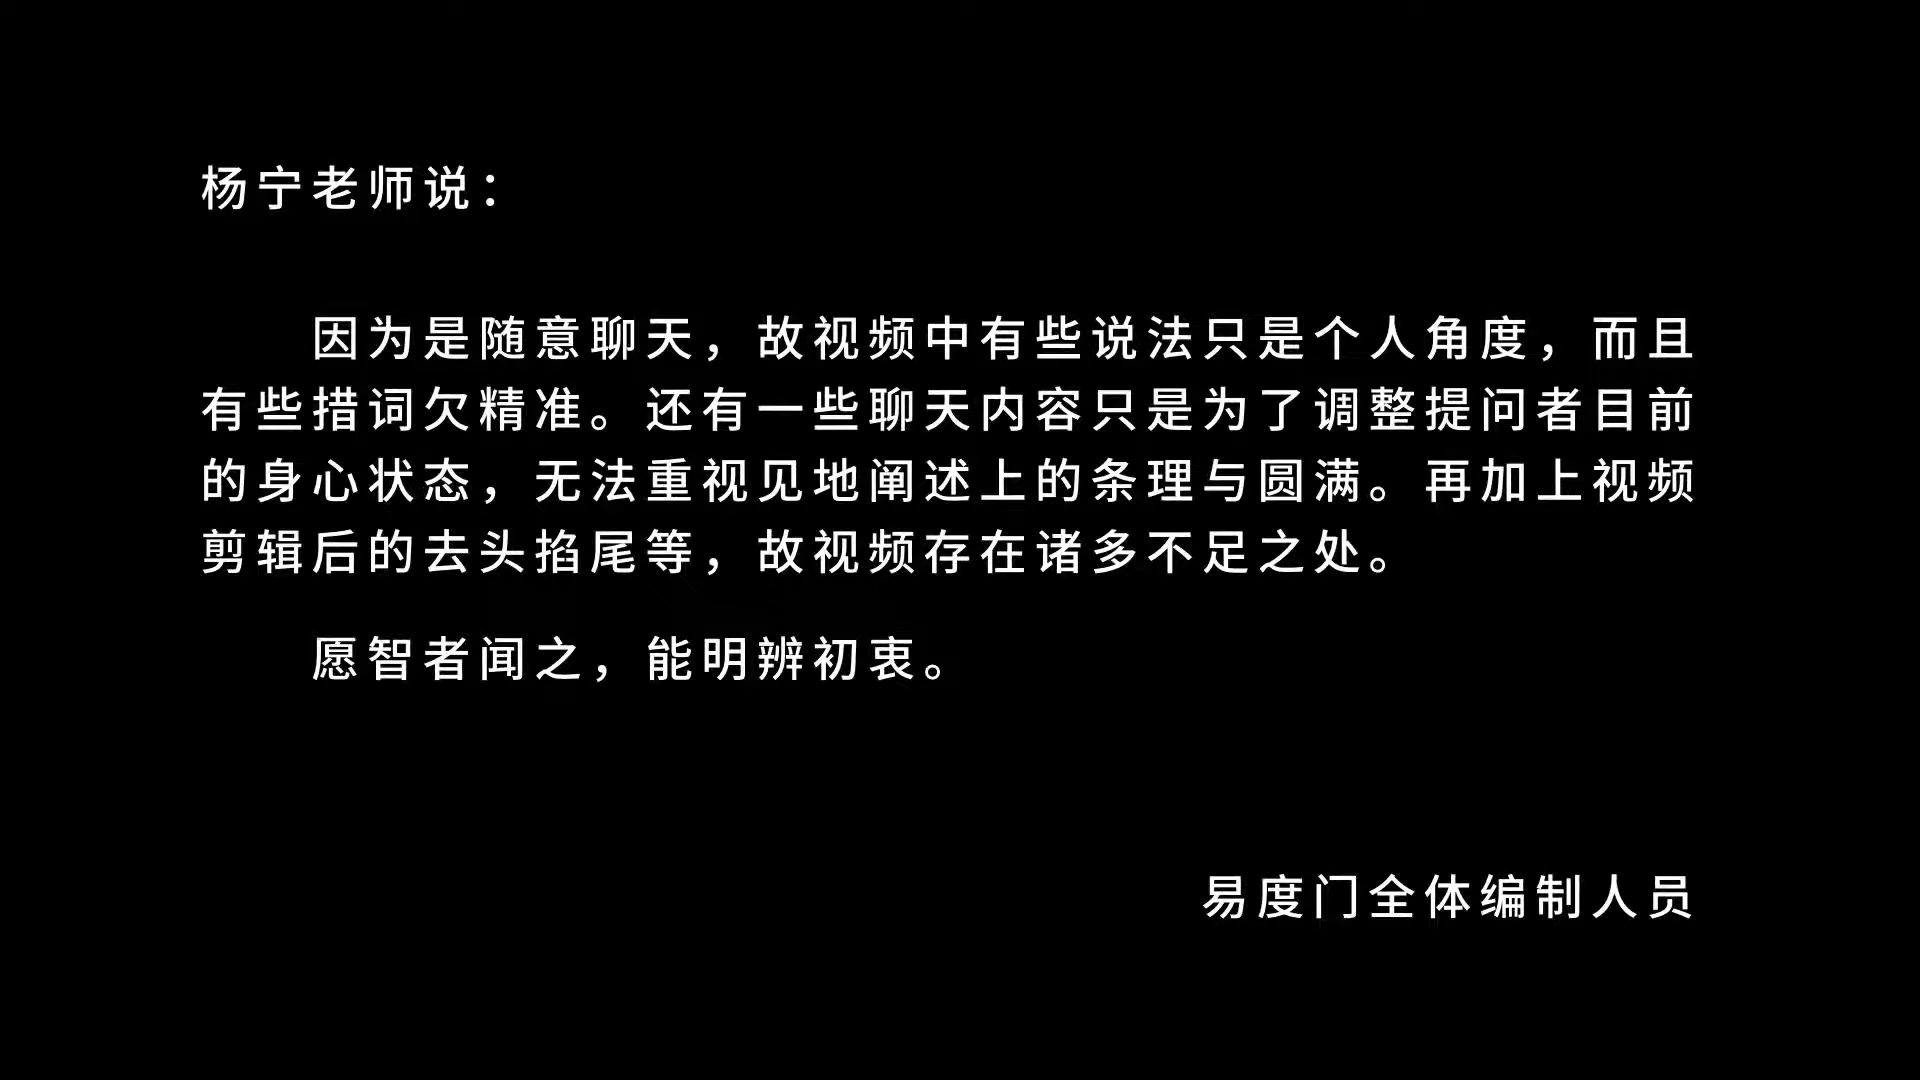 杨宁老师说：
因为是随意聊天，故视频中有些说法只是个人角度，而且
有些措词欠精准。还有一些聊天内容只是为了调整提问者目前
的身心状态，无法重视见地阐述上的条理与圆满。再加上视频
剪辑后的去头掐尾等，故视频存在诸多不足之处。
愿智者闻之，能明辨初衷。
易度门全体编制人员